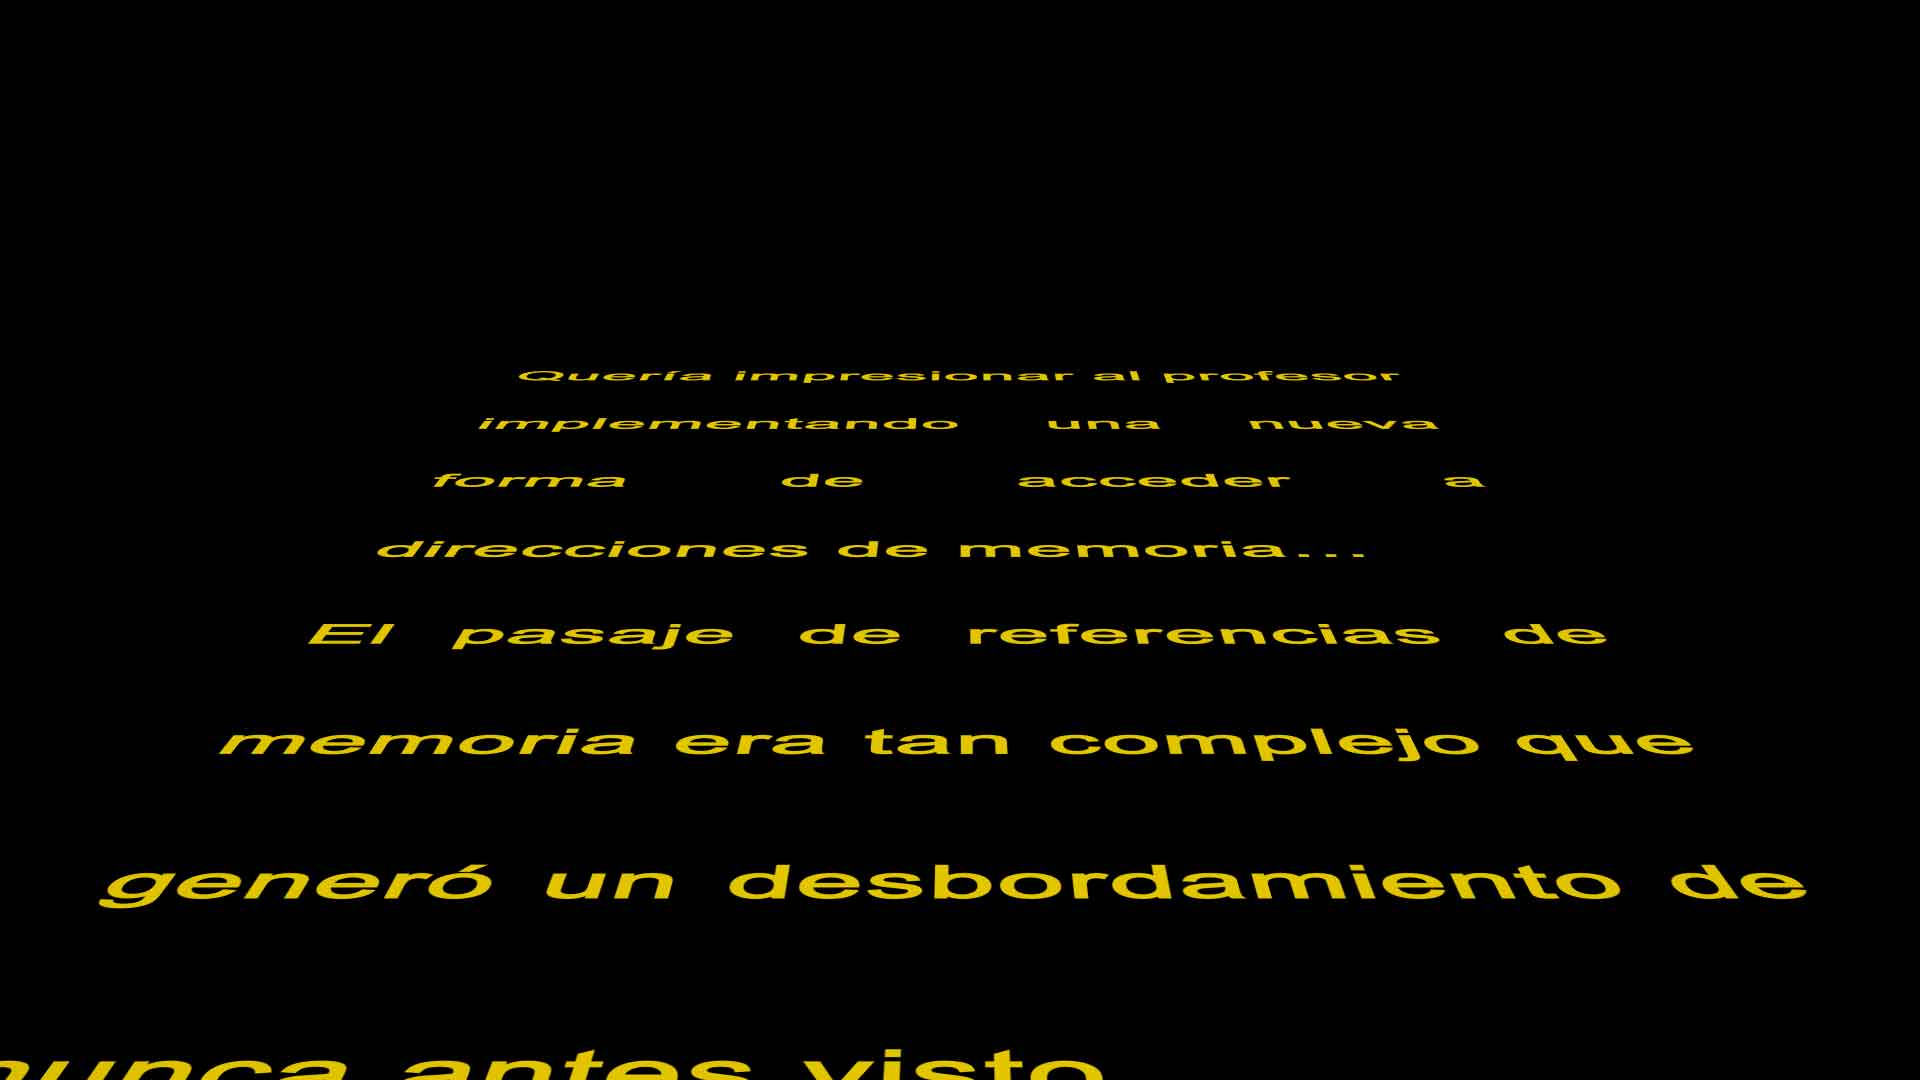 Quería impresionar al profesor
implementando una nueva
forma de acceder a
direcciones de memoria...
El pasaje de referencias de
memoria era tan complejo que
generó un desbordamiento de
nunca antes visto